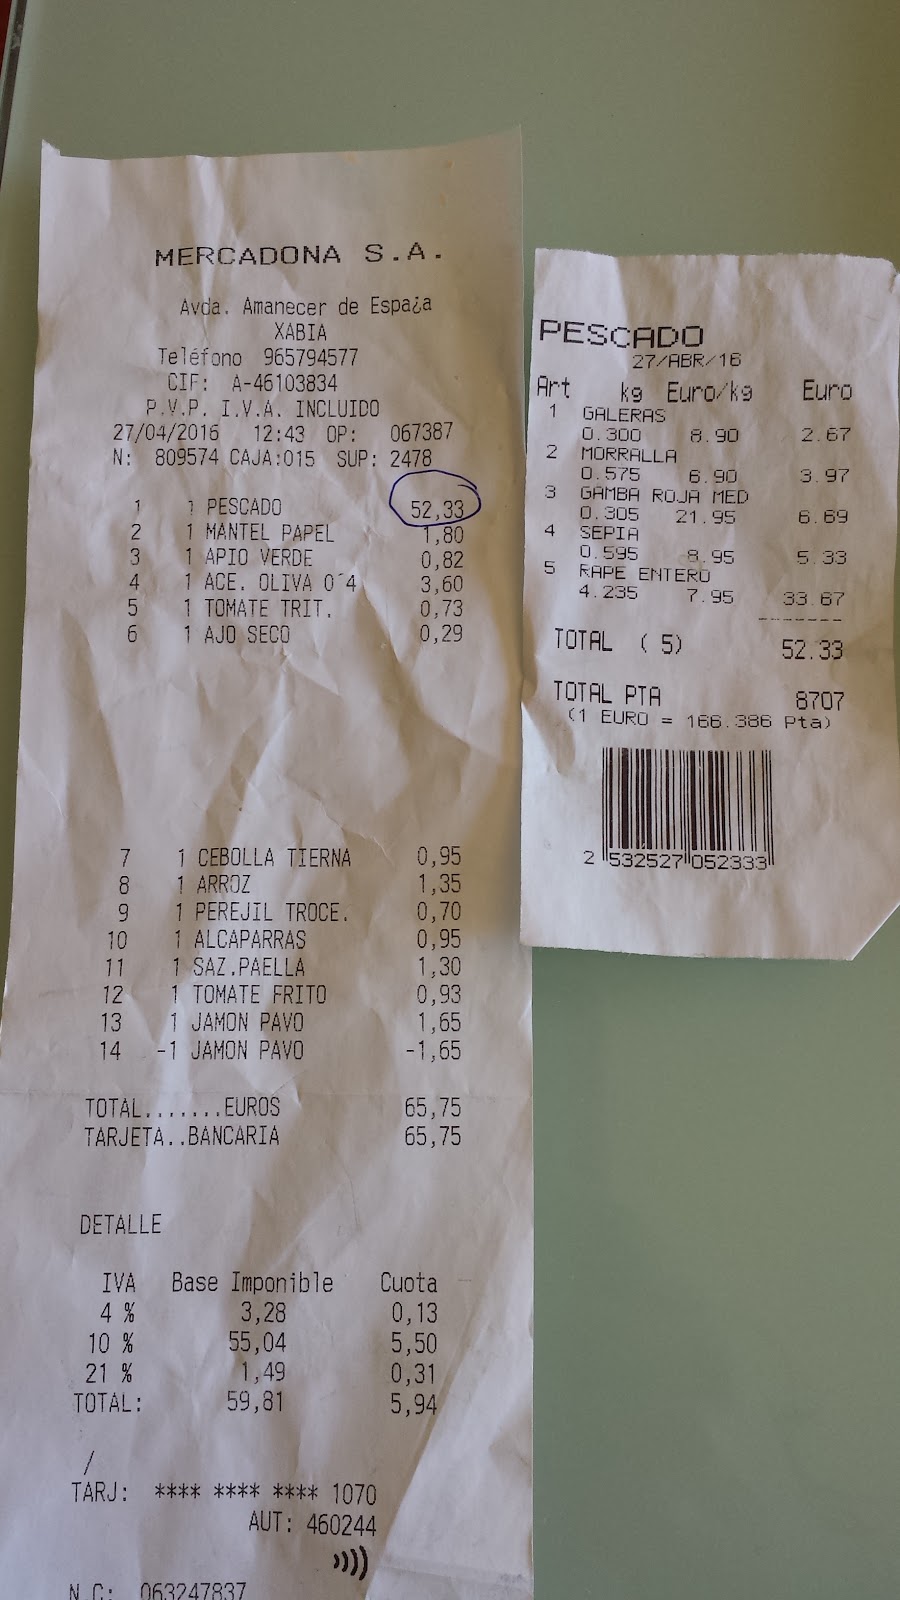 MERCADONA S.A.
Avda. Amanecer de Espa¿a
XABIA
Teléfono 965794577
CIF: A-46103834
P.V.P. I.V.A. INCLUIDO
27/04/2016 12:43 OP: 067387
N: 809574 CAJA:015 SUP: 2478
1 1 PESCADO 52,33
2 1 MANTEL PAPEL 1,80
3 1 APIO VERDE 0,82
4 1 ACE. OLIVA 0´4 3,60
5 1 TOMATE TRIT. 0,73
6 1 AJO SECO 0,29
7 1 CEBOLLA TIERNA 0,95
8 1 ARROZ 1,35
9 1 PEREJIL TROCE. 0,70
10 1 ALCAPARRAS 0,95
11 1 SAZ.PAELLA 1,30
12 1 TOMATE FRITO 0,93
13 1 JAMON PAVO 1,65
14 -1 JAMON PAVO -1,65
TOTAL.......EUROS 65,75
TARJETA..BANCARIA 65,75
DETALLE
IVA Base Imponible Cuota
4 % 3,28 0,13
10 % 55,04 5,50
21 % 1,49 0,31
TOTAL: 59,81 5,94
/
TARJ: **** **** **** 1070
AUT: 460244
N.C: 063247837
PESCADO
27/ABR/16
Art kg Euro/kg Euro
1 GALERAS
0.300 8.90 2.67
2 MORRALLA
0.575 6.90 3.97
3 GAMBA ROJA MED
0.305 21.95 6.69
4 SEPIA
0.595 8.95 5.33
5 RAPE ENTERO
4.235 7.95 33.67
-------
TOTAL ( 5) 52.33
TOTAL PTA 8707
(1 EURO = 166.386 Pta)
2 532527 052333